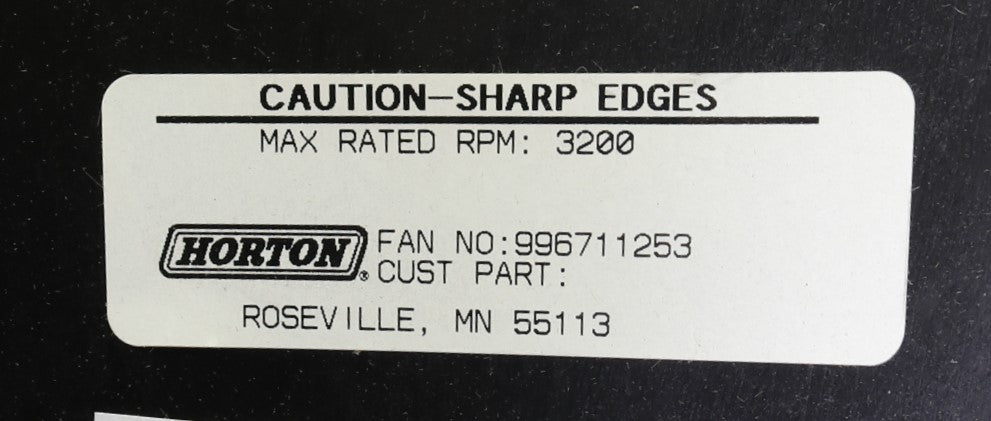 CAUTION-SHARP EDGES
MAX RATED RPM: 3200
HORTON® FAN NO:996711253
CUST PART:
ROSEVILLE, MN 55113